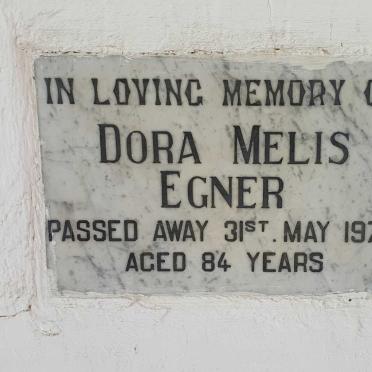 IN LOVING MEMORY
DORA MELIS
EGNER
PASSED AWAY 31ST. MAY
AGED 84 YEARS